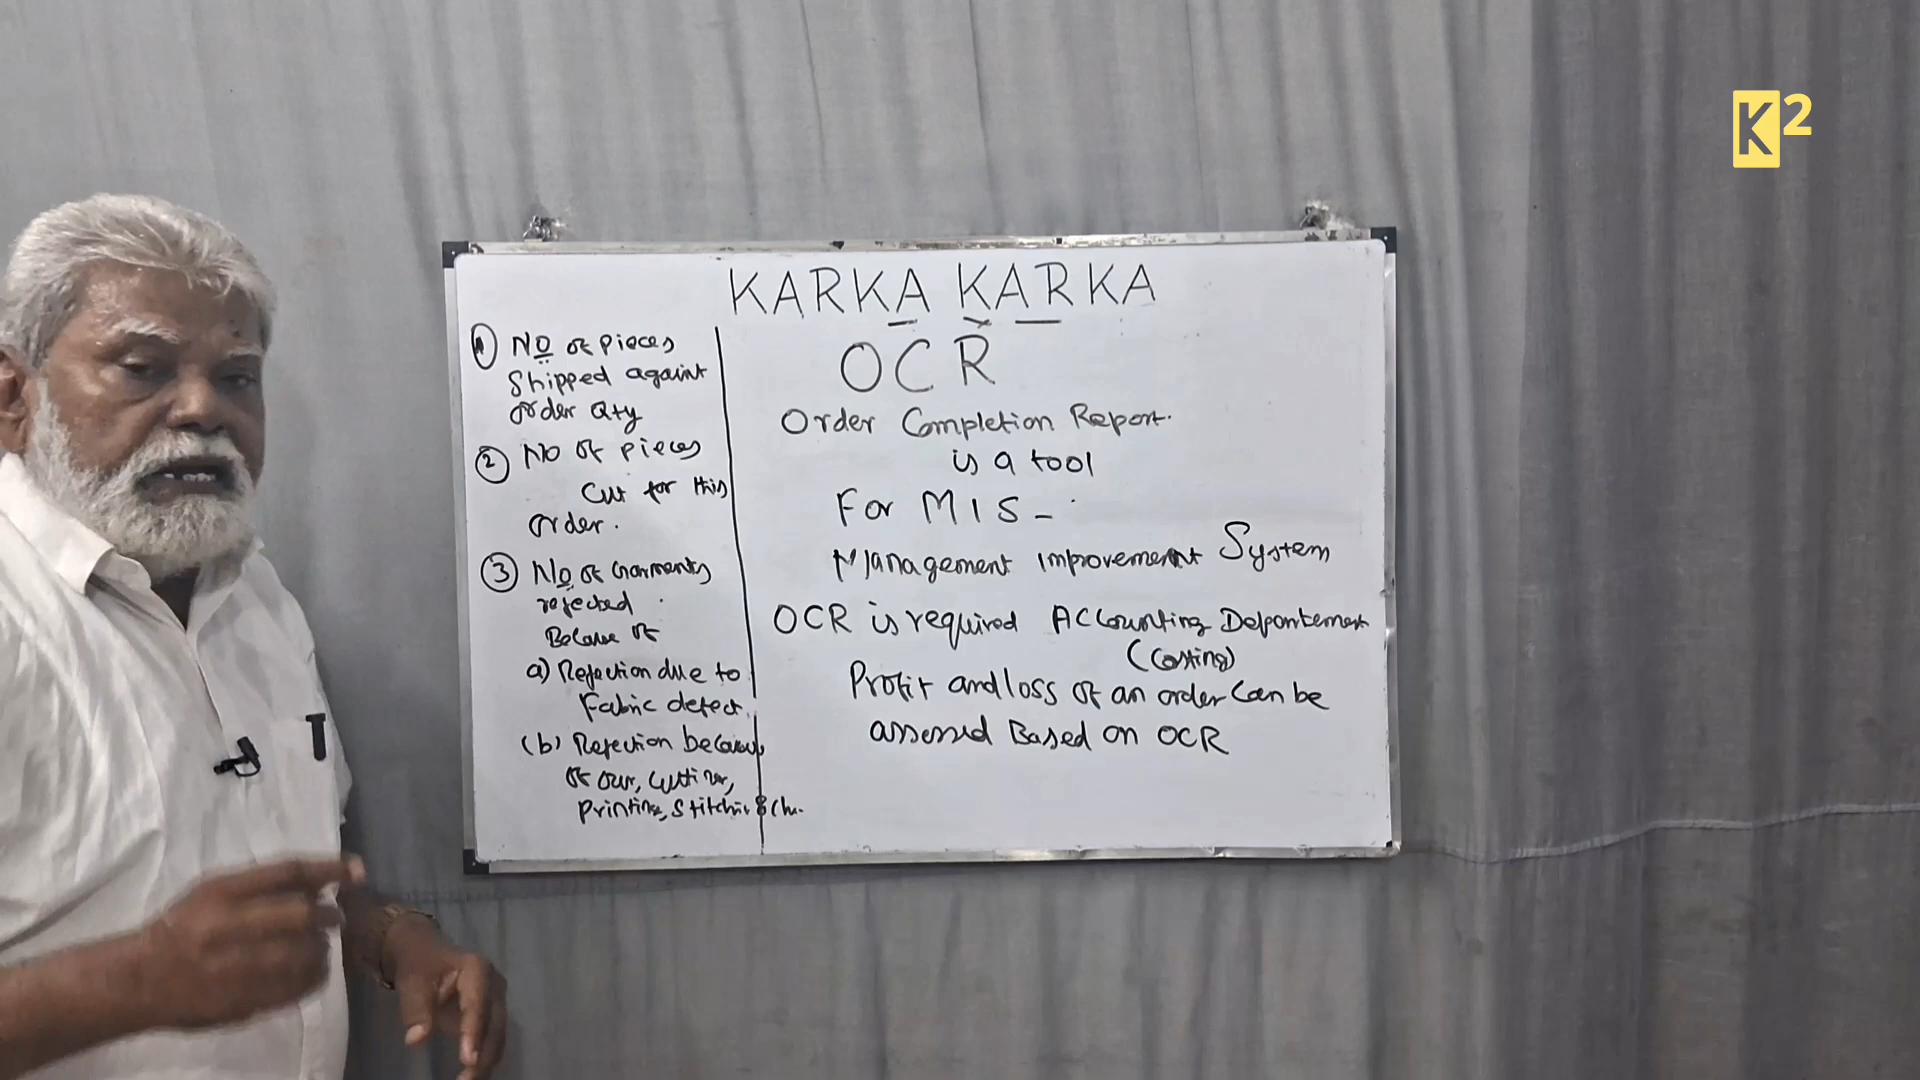 K2
KARKA KARKA
OCR
Order Completion Report.
is a tool
For MIS -
Management improvement System
OCR is required Accounting Department
(Costing)
Profit and loss of an order can be
assessed Based on OCR
1 No of pieces
Shipped againt
order Qty
2 No of pieces
Cut for this
order.
3 No of Garments
rejected
Because of
a) Rejection due to
Fabric defect.
(b) Rejection because
of our, cutting,
Printing, Stitching &